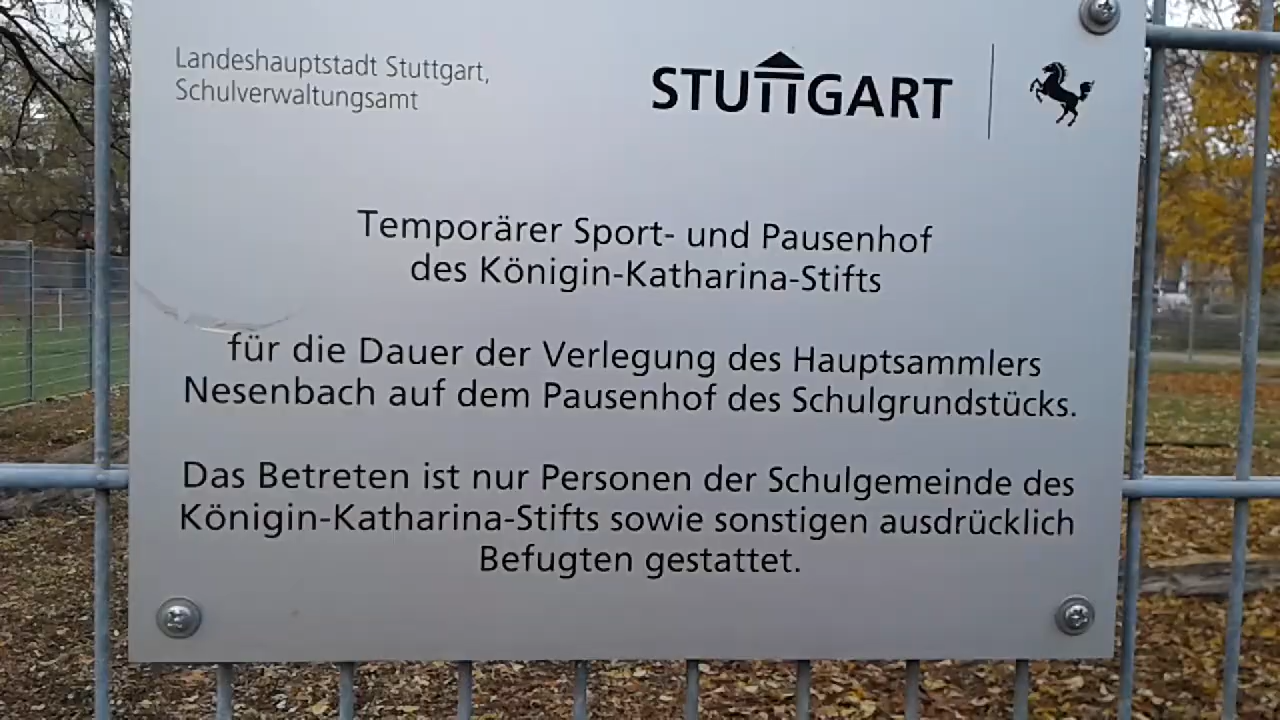 Landeshauptstadt Stuttgart,
Schulverwaltungsamt
STUTTGART
Temporärer Sport- und Pausenhof
des Königin-Katharina-Stifts
für die Dauer der Verlegung des Hauptsammlers
Nesenbach auf dem Pausenhof des Schulgrundstücks.
Das Betreten ist nur Personen der Schulgemeinde des
Königin-Katharina-Stifts sowie sonstigen ausdrücklich
Befugten gestattet.